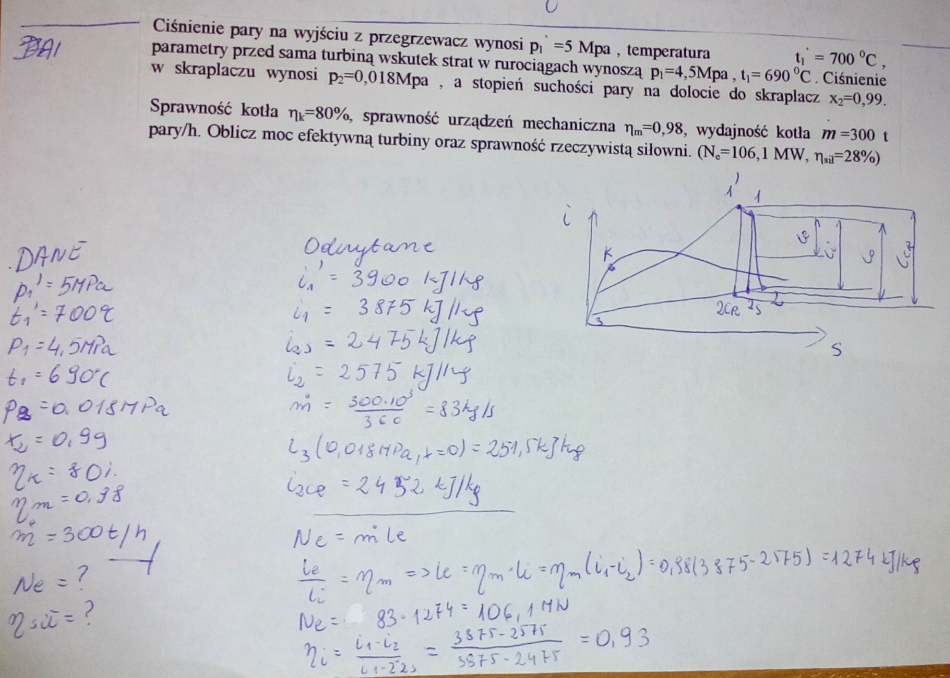 BAI
Ciśnienie pary na wyjściu z przegrzewacz wynosi p₁' =5 Mpa , temperatura t₁' = 700 °C ,
parametry przed sama turbiną wskutek strat w rurociągach wynoszą p₁=4,5Mpa , t₁= 690 °C . Ciśnienie
w skraplaczu wynosi p₂=0,018Mpa , a stopień suchości pary na dolocie do skraplacz x₂=0,99.
Sprawność kotła ηk=80%, sprawność urządzeń mechaniczna ηm=0,98, wydajność kotła ṁ =300 t
pary/h. Oblicz moc efektywną turbiny oraz sprawność rzeczywistą siłowni. (Ne=106,1 MW, ηsil=28%)
i
1' 1
K
3
2CR 2s 2
S
DANE
p₁' = 5MPa
t₁' = 700°C
P₁ = 4,5MPa
t₁ = 690°C
p₂ = 0.018MPa
x₂ = 0,99
ηk = 80%
ηm = 0,98
ṁ = 300t/h
Ne = ?
ηsił = ?
Odczytane
i₁' = 3900 kJ/kg
i₁ = 3875 kJ/kg
i₂s = 2475 kJ/kg
i₂ = 2575 kJ/kg
ṁ = 300·10³/360 = 83kg/s
i₃ (0,018MPa, x=0) = 251,5kJ/kg
i₂CR = 2452 kJ/kg
Ne = ṁ le
le/li = ηm => le = ηm·li = ηm(i₁-i₂) = 0,98(3875-2575) = 1274 kJ/kg
Ne = 83·1274 = 106,1MW
ηi = i₁-i₂/i₁-i₂s = 3875-2575/3875-2475 = 0,93